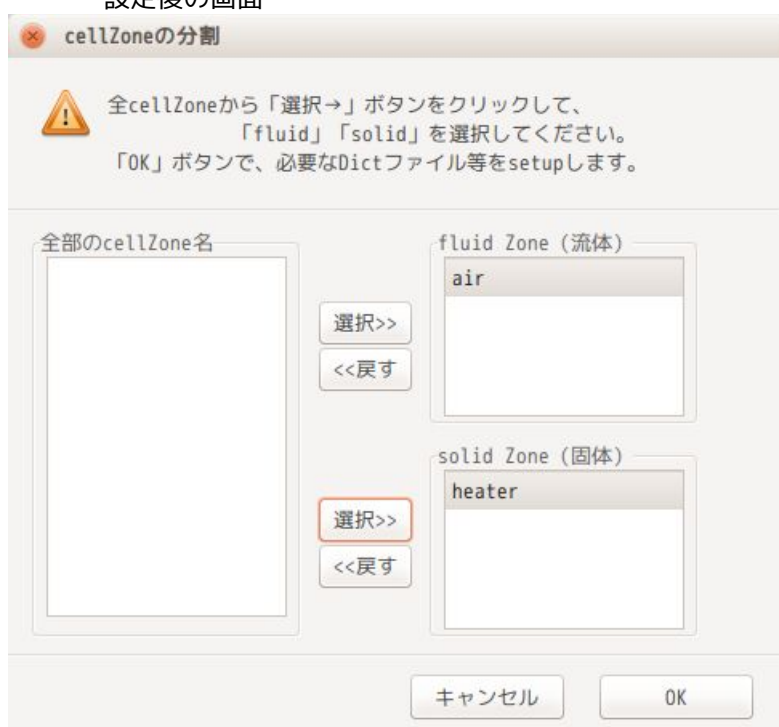 設定後の画面
cellZoneの分割
全cellZoneから「選択→」ボタンをクリックして、
「fluid」「solid」を選択してください。
「OK」ボタンで、必要なDictファイル等をsetupします。
全部のcellZone名
fluid Zone (流体)
air
選択>>
<<戻す
solid Zone (固体)
heater
選択>>
<<戻す
キャンセル
OK